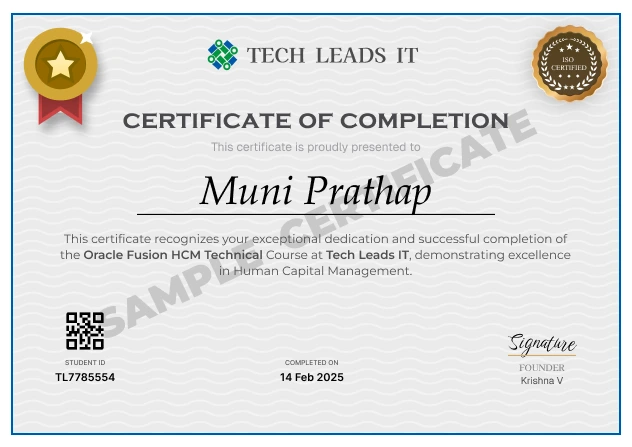 TECH LEADS IT
ISO
CERTIFIED
CERTIFICATE OF COMPLETION
This certificate is proudly presented to
Muni Prathap
This certificate recognizes your exceptional dedication and successful completion of
the Oracle Fusion HCM Technical Course at Tech Leads IT, demonstrating excellence
in Human Capital Management.
SAMPLE CERTIFICATE
STUDENT ID
TL7785554
COMPLETED ON
14 Feb 2025
Signature
FOUNDER
Krishna V